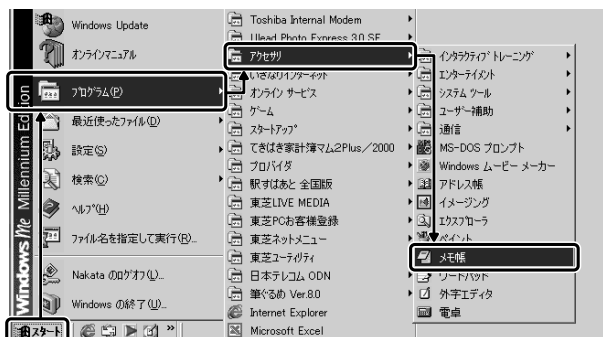 Windows Me Millennium Edition
Windows Update
オンラインマニュアル
プログラム(P)
最近使ったファイル(D)
設定(S)
検索(C)
ヘルプ(H)
ファイル名を指定して実行(R)...
Nakata のログオフ(L)...
Windows の終了(U)...
スタート
»
Toshiba Internal Modem
Ulead Photo Express 3.0 SE
アクセサリ
いきなりインターネット
オンライン サービス
ゲーム
スタートアップ
てきぱき家計簿マム2Plus/2000
プロバイダ
駅すぱあと 全国版
東芝LIVE MEDIA
東芝PCお客様登録
東芝ネットメニュー
東芝ユーティリティ
日本テレコム ODN
筆ぐるめ Ver.8.0
Internet Explorer
Microsoft Excel
インタラクティブ トレーニング
エンターテイメント
システム ツール
ユーザー補助
通信
MS-DOS プロンプト
Windows ムービー メーカー
アドレス帳
イメージング
エクスプローラ
ペイント
メモ帳
ワードパッド
外字エディタ
電卓